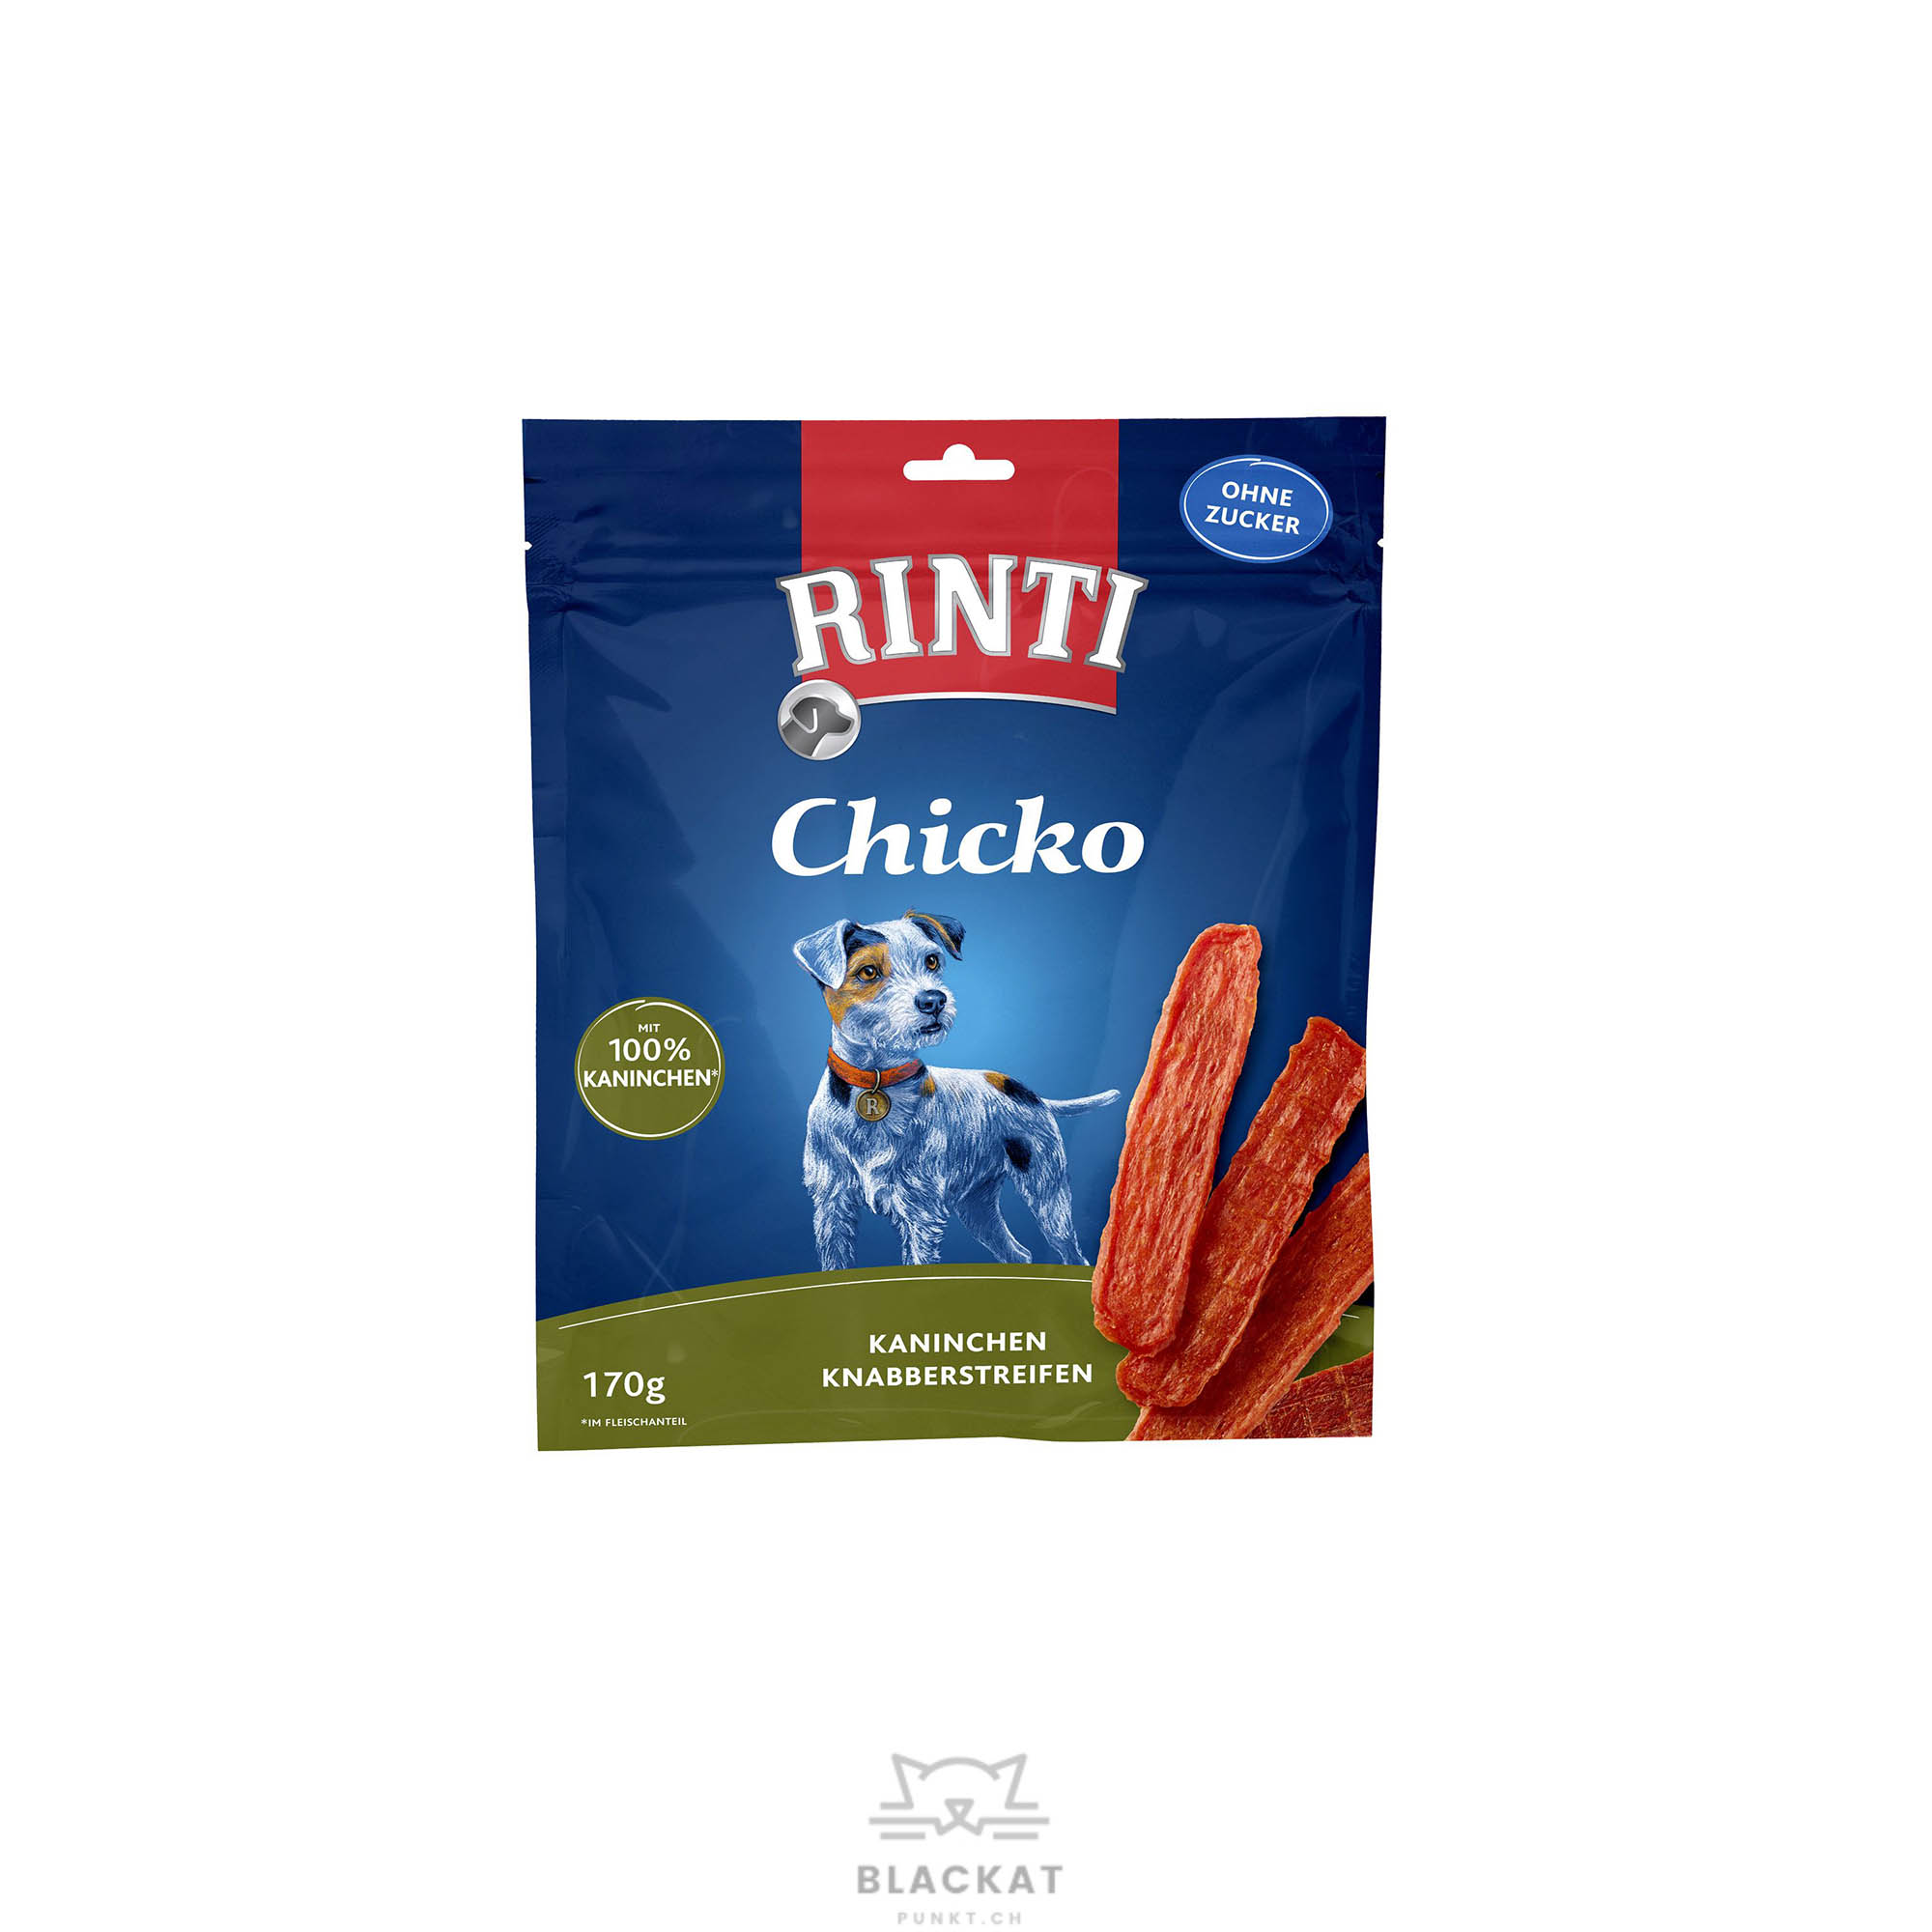 OHNE
ZUCKER
RINTI
Chicko
MIT
100%
KANINCHEN*
R
KANINCHEN
KNABBERSTREIFEN
170g
*IM FLEISCHANTEIL
BLACKAT
PUNKT.CH